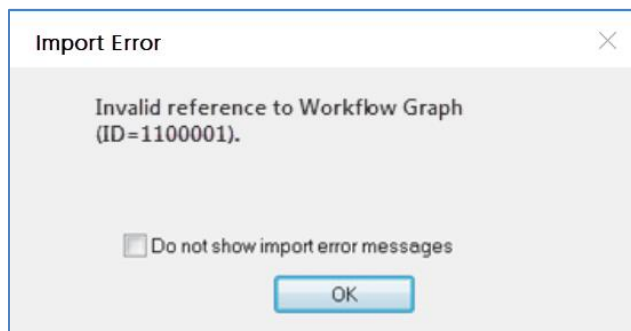 Import Error
Invalid reference to Workflow Graph
(ID=1100001).
Do not show import error messages
OK